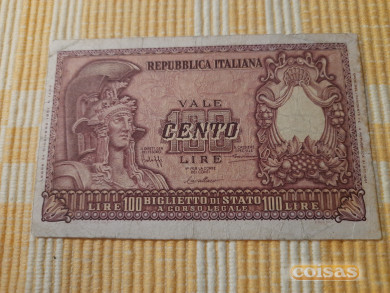 REPUBBLICA ITALIANA
VALE
100
CENTO
LIRE
LIRE 100 BIGLIETTO DI STATO 100 LIRE
A CORSO LEGALE
coisas